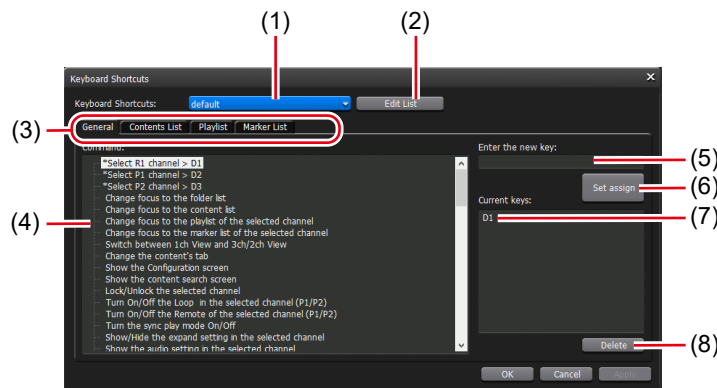 (1)
(2)
Keyboard Shortcuts
Keyboard Shortcuts: default Edit List
(3)
General Contents List Playlist Marker List
Command:
Enter the new key:
(5)
*Select R1 channel > D1
*Select P1 channel > D2
*Select P2 channel > D3
Change focus to the folder list
Change focus to the content list
Change focus to the playlist of the selected channel
Change focus to the marker list of the selected channel
Switch between 1ch View and 3ch/2ch View
Change the content's tab
Show the Configuration screen
Show the content search screen
Lock/Unlock the selected channel
Turn On/Off the Loop in the selected channel (P1/P2)
Turn On/Off the Remote of the selected channel (P1/P2)
Turn the sync play mode On/Off
Show/Hide the expand setting in the selected channel
Show the audio setting in the selected channel
(4)
Set assign
(6)
Current keys:
D1
(7)
Delete
(8)
OK Cancel Apply